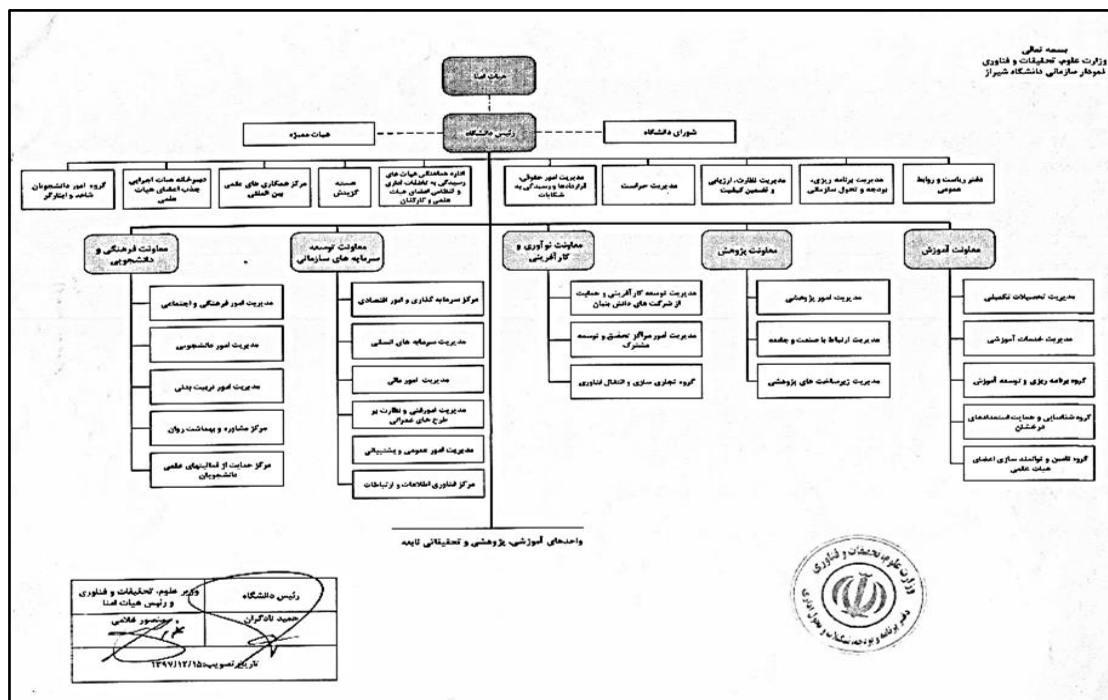 بسمه تعالی
وزارت علوم، تحقیقات و فناوری
نمودار سازمانی دانشگاه شیراز
هیات امنا
رئیس دانشگاه
شورای دانشگاه
هیات ممیزه
دفتر ریاست و روابط
عمومی
مدیریت برنامه ریزی،
بودجه و تحول سازمانی
مدیریت نظارت، ارزیابی
و تضمین کیفیت
مدیریت حراست
مدیریت امور حقوقی،
قراردادها و رسیدگی به
شکایات
اداره هماهنگی هیات های
رسیدگی به تخلفات اداری
و انتظامی اعضای هیات
علمی و کارکنان
هسته
گزینش
مرکز همکاری های علمی
بین المللی
دبیرخانه هیات اجرایی
جذب اعضای هیات
علمی
گروه امور دانشجویان
شاهد و ایثارگر
معاونت آموزش
مدیریت تحصیلات تکمیلی
مدیریت خدمات آموزشی
گروه برنامه ریزی و توسعه آموزش
گروه شناسایی و حمایت استعدادهای
درخشان
گروه تامین و توانمند سازی اعضای
هیات علمی
معاونت پژوهش
مدیریت امور پژوهشی
مدیریت ارتباط با صنعت و جامعه
مدیریت زیرساخت های پژوهشی
معاونت نوآوری و
کارآفرینی
مدیریت توسعه کارآفرینی و حمایت
از شرکت های دانش بنیان
مدیریت امور مراکز تحقیق و توسعه
مشترک
گروه تجاری سازی و انتقال فناوری
معاونت توسعه
سرمایه های سازمانی
مرکز سرمایه گذاری و امور اقتصادی
مدیریت سرمایه های انسانی
مدیریت امور مالی
مدیریت امورفنی و نظارت بر
طرح های عمرانی
مدیریت امور عمومی و پشتیبانی
مرکز فناوری اطلاعات و ارتباطات
معاونت فرهنگی و
دانشجویی
مدیریت امور فرهنگی و اجتماعی
مدیریت امور دانشجویی
مدیریت امور تربیت بدنی
مرکز مشاوره و بهداشت روان
مرکز حمایت از فعالیتهای علمی
دانشجویان
واحدهای آموزشی، پژوهشی و تحقیقاتی تابعه
رئیس دانشگاه
حمید نادگران
وزیر علوم، تحقیقات و فناوری
و رئیس هیات امنا
منصور غلامی
تاریخ تصویب: ۱۳۹۷/۱۲/۱۵
وزارت علوم، تحقیقات و فناوری
دفتر برنامه و بودجه، تشکیلات و تحول اداری